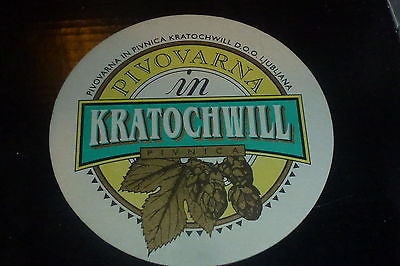 PIVOVARNA IN PIVNICA KRATOCHWILL D.O.O. LJUBLJANA
PIVOVARNA
in
KRATOCHWILL
PIVNICA